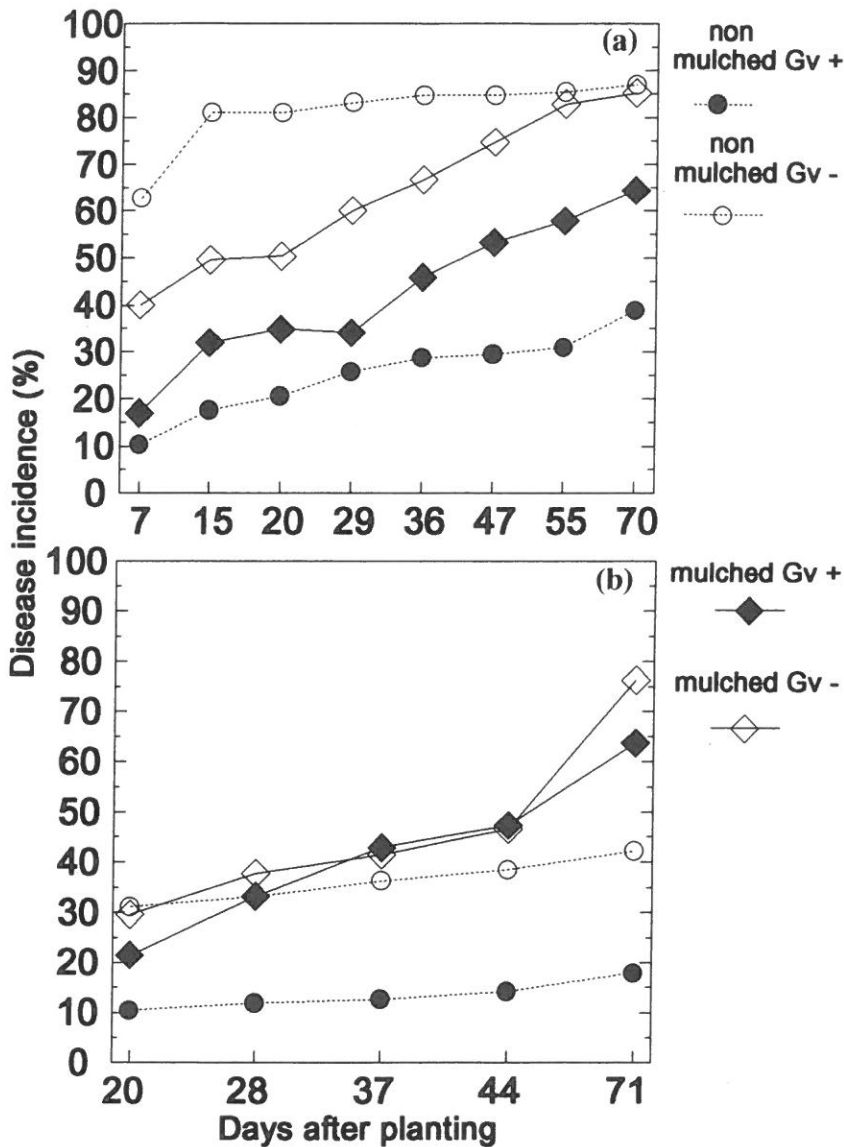 Disease incidence (%)
100
90
80
70
60
50
40
30
20
10
0
(a)
7 15 20 29 36 47 55 70
non
mulched Gv +
non
mulched Gv -
100
90
80
70
60
50
40
30
20
10
0
(b)
20 28 37 44 71
Days after planting
mulched Gv +
mulched Gv -